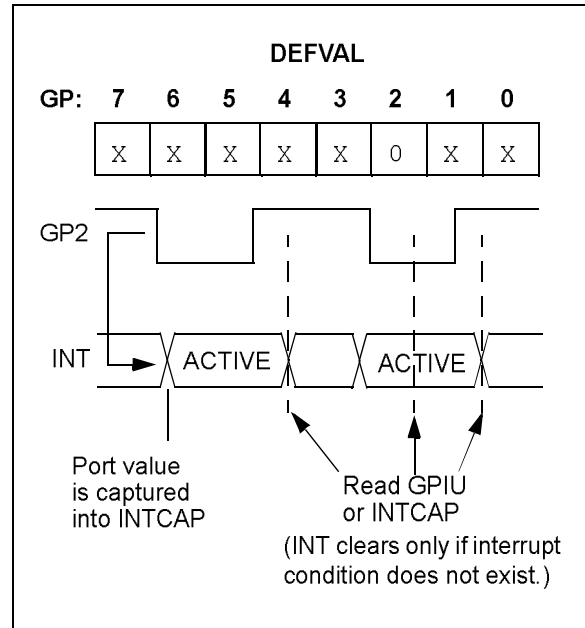 DEFVAL
GP: 7 6 5 4 3 2 1 0
X X X X X 0 X X
GP2
INT
ACTIVE
ACTIVE
Port value
is captured
into INTCAP
Read GPIU
or INTCAP
(INT clears only if interrupt
condition does not exist.)